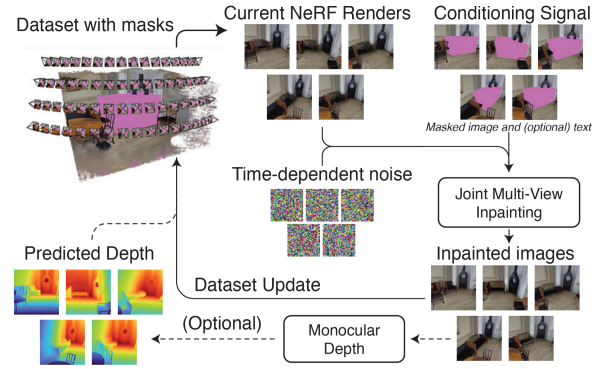 Dataset with masks
Current NeRF Renders
Conditioning Signal
Masked image and (optional) text
Time-dependent noise
Joint Multi-View
Inpainting
Predicted Depth
Inpainted images
Dataset Update
(Optional)
Monocular
Depth